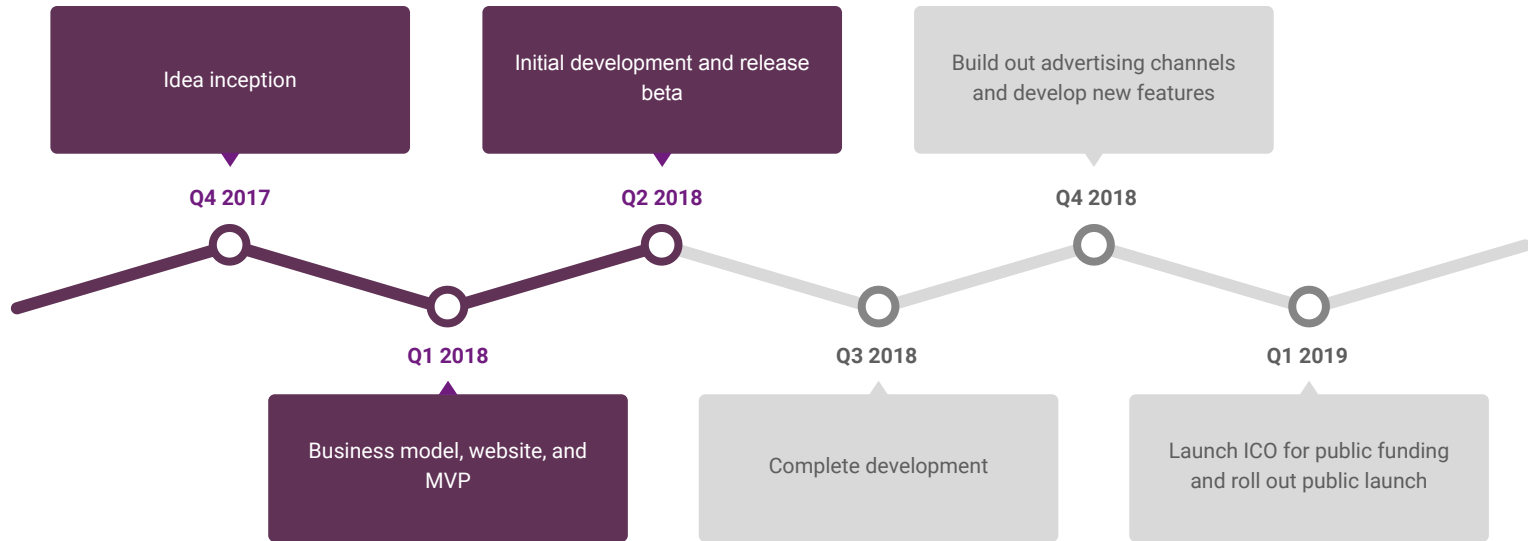 Idea inception
Initial development and release
beta
Build out advertising channels
and develop new features
Q4 2017
Q2 2018
Q4 2018
Q1 2018
Q3 2018
Q1 2019
Business model, website, and
MVP
Complete development
Launch ICO for public funding
and roll out public launch